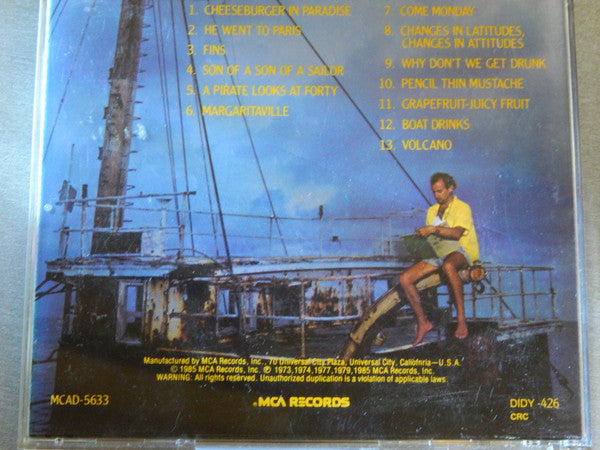 1. CHEESEBURGER IN PARADISE
2. HE WENT TO PARIS
3. FINS
4. SON OF A SON OF A SAILOR
5. A PIRATE LOOKS AT FORTY
6. MARGARITAVILLE
7. COME MONDAY
8. CHANGES IN LATITUDES,
CHANGES IN ATTITUDES
9. WHY DON'T WE GET DRUNK
10. PENCIL THIN MUSTACHE
11. GRAPEFRUIT-JUICY FRUIT
12. BOAT DRINKS
13. VOLCANO
Manufactured by MCA Records, Inc., 70 Universal City Plaza, Universal City, California—U.S.A.
© 1985 MCA Records, Inc. ℗ 1973,1974,1977,1979,1985 MCA Records, Inc.
WARNING: All rights reserved. Unauthorized duplication is a violation of applicable laws.
MCAD-5633
MCA RECORDS
DIDY -426
CRC